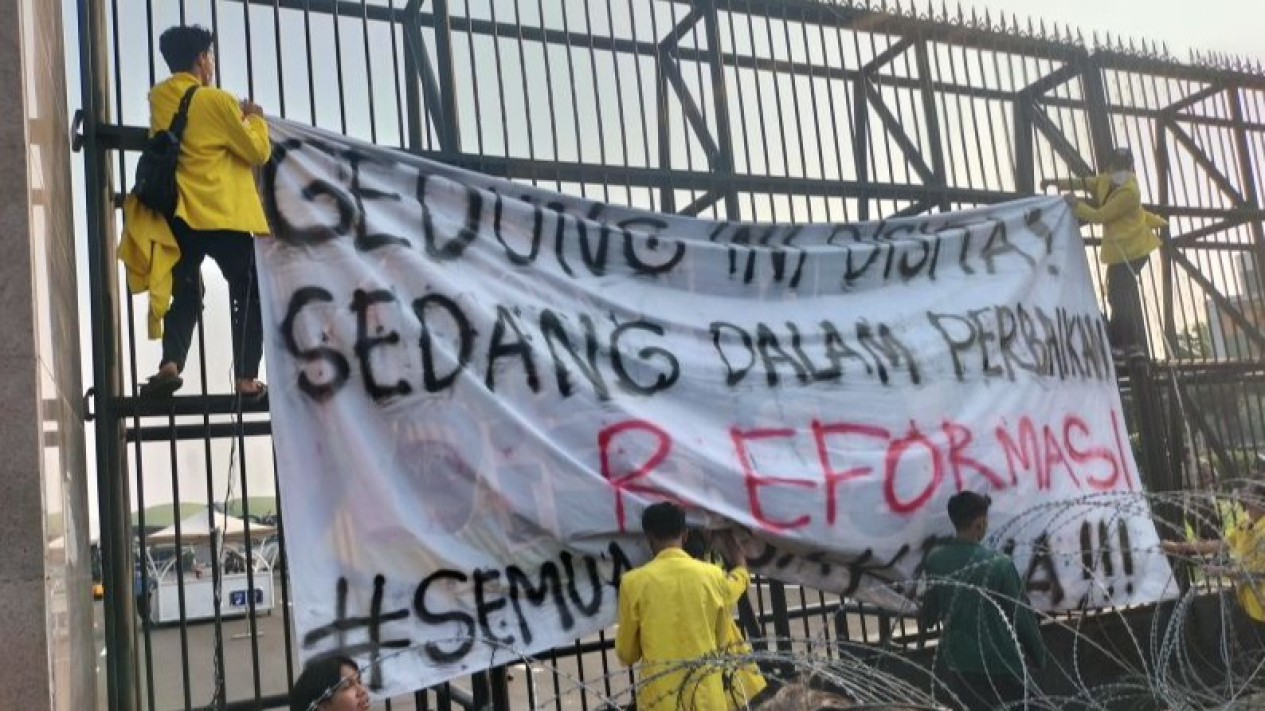 GEDUNG INI DISITA!
SEDANG DALAM PERBAIKAN
REFORMASI
#SEMUA !!!